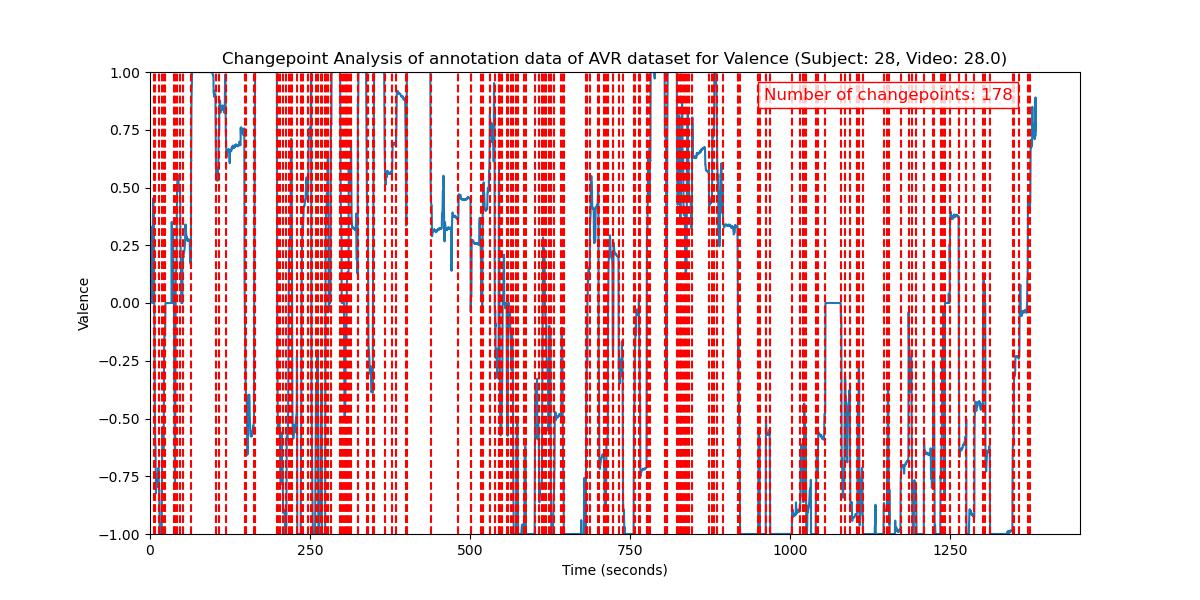 Changepoint Analysis of annotation data of AVR dataset for Valence (Subject: 28, Video: 28.0)
Number of changepoints: 178
1.00
0.75
0.50
0.25
0.00
−0.25
−0.50
−0.75
−1.00
Valence
0 250 500 750 1000 1250
Time (seconds)